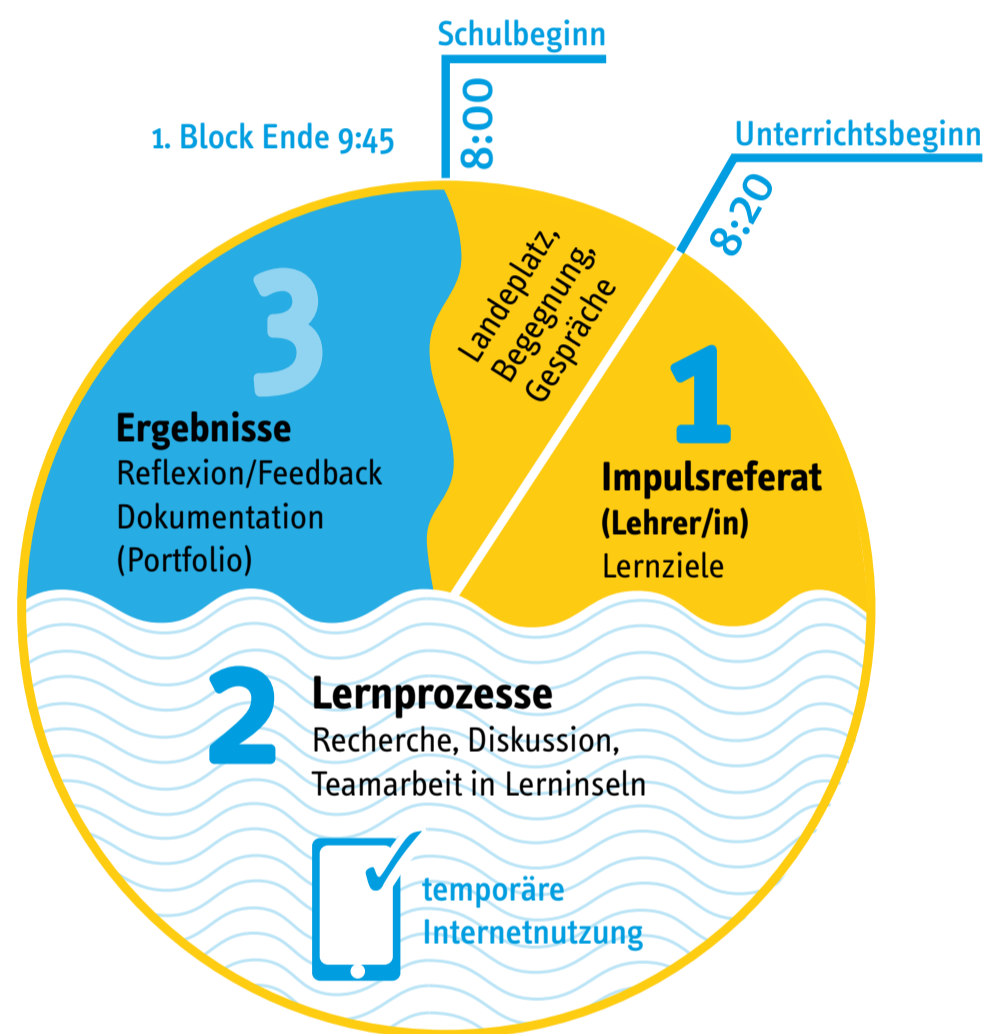 Schulbeginn
8:00
1. Block Ende 9:45
Unterrichtsbeginn
8:20
Landeplatz,
Begegnung,
Gespräche
1
Impulsreferat
(Lehrer/in)
Lernziele
2
Lernprozesse
Recherche, Diskussion,
Teamarbeit in Lerninseln
temporäre
Internetnutzung
3
Ergebnisse
Reflexion/Feedback
Dokumentation
(Portfolio)